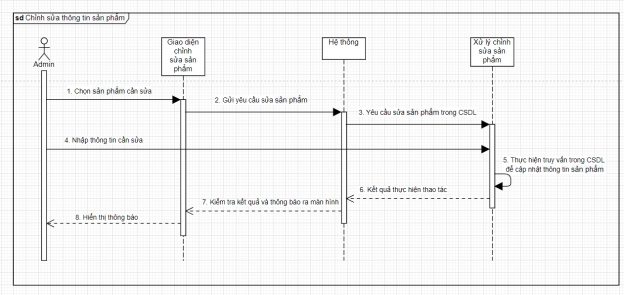 sd Chỉnh sửa thông tin sản phẩm
Admin
Giao diện
chỉnh
sửa sản
phẩm
Hệ thống
Xử lý chỉnh
sửa sản
phẩm
1. Chọn sản phẩm cần sửa
2. Gửi yêu cầu sửa sản phẩm
3. Yêu cầu sửa sản phẩm trong CSDL
4. Nhập thông tin cần sửa
5. Thực hiện truy vấn trong CSDL
để cập nhật thông tin sản phẩm
6. Kết quả thực hiện thao tác
7. Kiểm tra kết quả và thông báo ra màn hình
8. Hiển thị thông báo